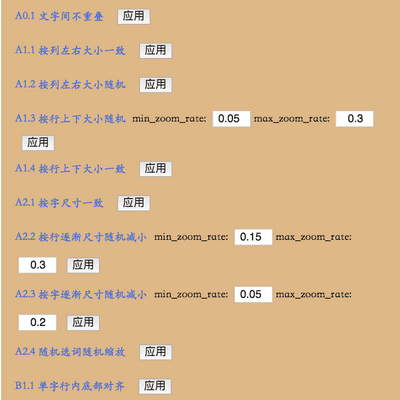 A0.1 文字间不重叠 应用
A1.1 按列左右大小一致 应用
A1.2 按列左右大小随机 应用
A1.3 按行上下大小随机 min_zoom_rate: 0.05 max_zoom_rate: 0.3
应用
A1.4 按行上下大小一致 应用
A2.1 按字尺寸一致 应用
A2.2 按行逐渐尺寸随机减小 min_zoom_rate: 0.15 max_zoom_rate:
0.3 应用
A2.3 按字逐渐尺寸随机减小 min_zoom_rate: 0.05 max_zoom_rate:
0.2 应用
A2.4 随机选词随机缩放 应用
B1.1 单字行内底部对齐 应用